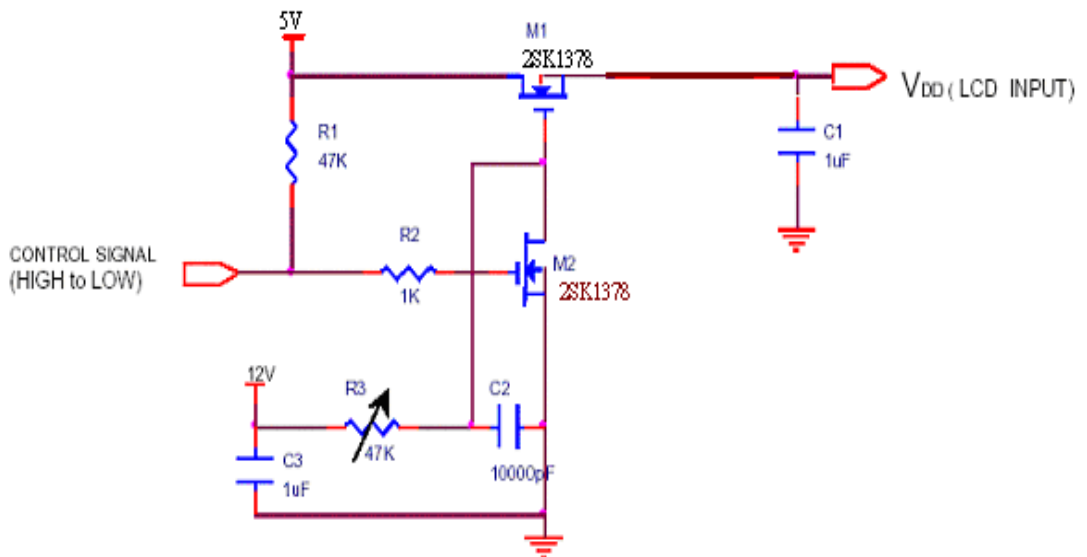 5V
M1
2SK1378
VDD ( LCD INPUT)
R1
47K
C1
1uF
CONTROL SIGNAL
(HIGH to LOW)
R2
1K
M2
2SK1378
12V
R3
47K
C2
10000pF
C3
1uF